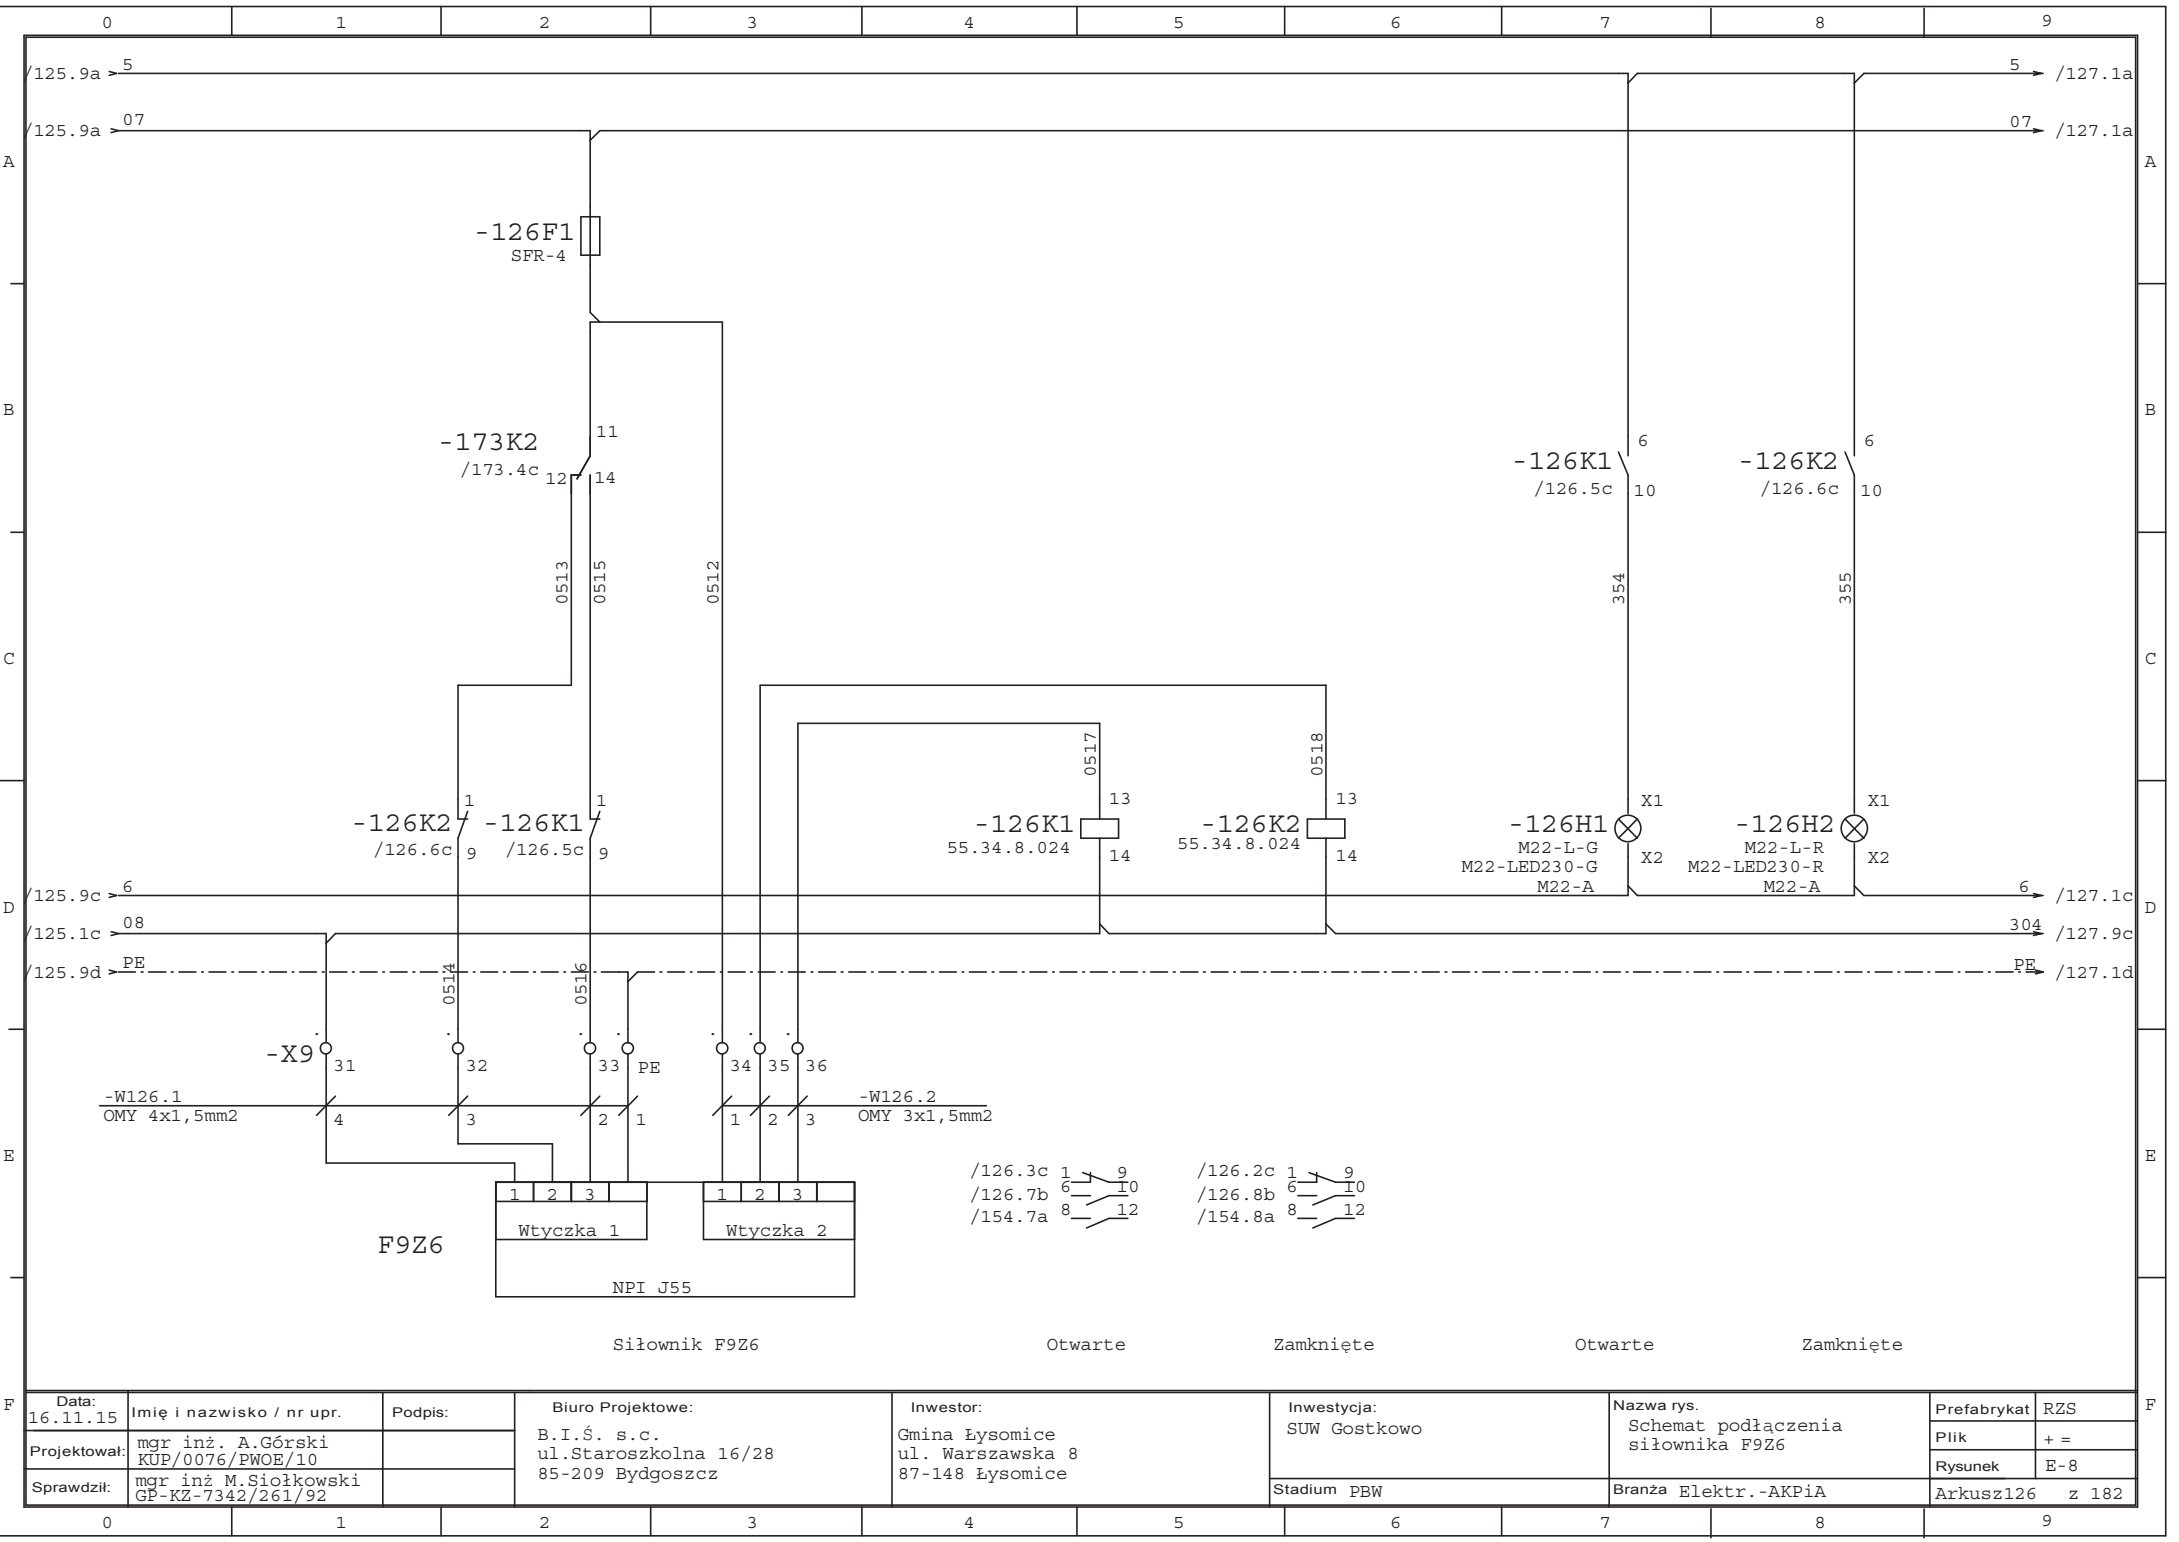 0 1 2 3 4 5 6 7 8 9
/125.9a 5 5 /127.1a
/125.9a 07 07 /127.1a
A A
-126F1
SFR-4
B B
-173K2 11
/173.4c 12 14
-126K1 6
/126.5c 10
-126K2 6
/126.6c 10
0513 0515 0512 354 355
C C
0517 0518
-126K2 1
/126.6c 9
-126K1 1
/126.5c 9
-126K1 13
55.34.8.024 14
-126K2 13
55.34.8.024 14
-126H1 X1
M22-L-G X2
M22-LED230-G
M22-A
-126H2 X1
M22-L-R X2
M22-LED230-R
M22-A
/125.9c 6 6 /127.1c
D D
/125.1c 08 304 /127.9c
/125.9d PE PE /127.1d
0514 0516
-X9 31 32 33 PE 34 35 36
-W126.1
OMY 4x1,5mm2
4 3 2 1 1 2 3
-W126.2
OMY 3x1,5mm2
E E
/126.3c 1 9
/126.7b 6 10
/154.7a 8 12
/126.2c 1 9
/126.8b 6 10
/154.8a 8 12
1 2 3 1 2 3
Wtyczka 1 Wtyczka 2
F9Z6
NPI J55
Siłownik F9Z6 Otwarte Zamknięte Otwarte Zamknięte
F F
Data:
16.11.15
Imię i nazwisko / nr upr.
Podpis:
Projektował:
mgr inż. A.Górski
KUP/0076/PWOE/10
Sprawdził:
mgr inż M.Siołkowski
GP-KZ-7342/261/92
Biuro Projektowe:
B.I.Ś. s.c.
ul.Staroszkolna 16/28
85-209 Bydgoszcz
Inwestor:
Gmina Łysomice
ul. Warszawska 8
87-148 Łysomice
Inwestycja:
SUW Gostkowo
Stadium PBW
Nazwa rys.
Schemat podłączenia
siłownika F9Z6
Branża Elektr.-AKPiA
Prefabrykat RZS
Plik + =
Rysunek E-8
Arkusz126 z 182
0 1 2 3 4 5 6 7 8 9